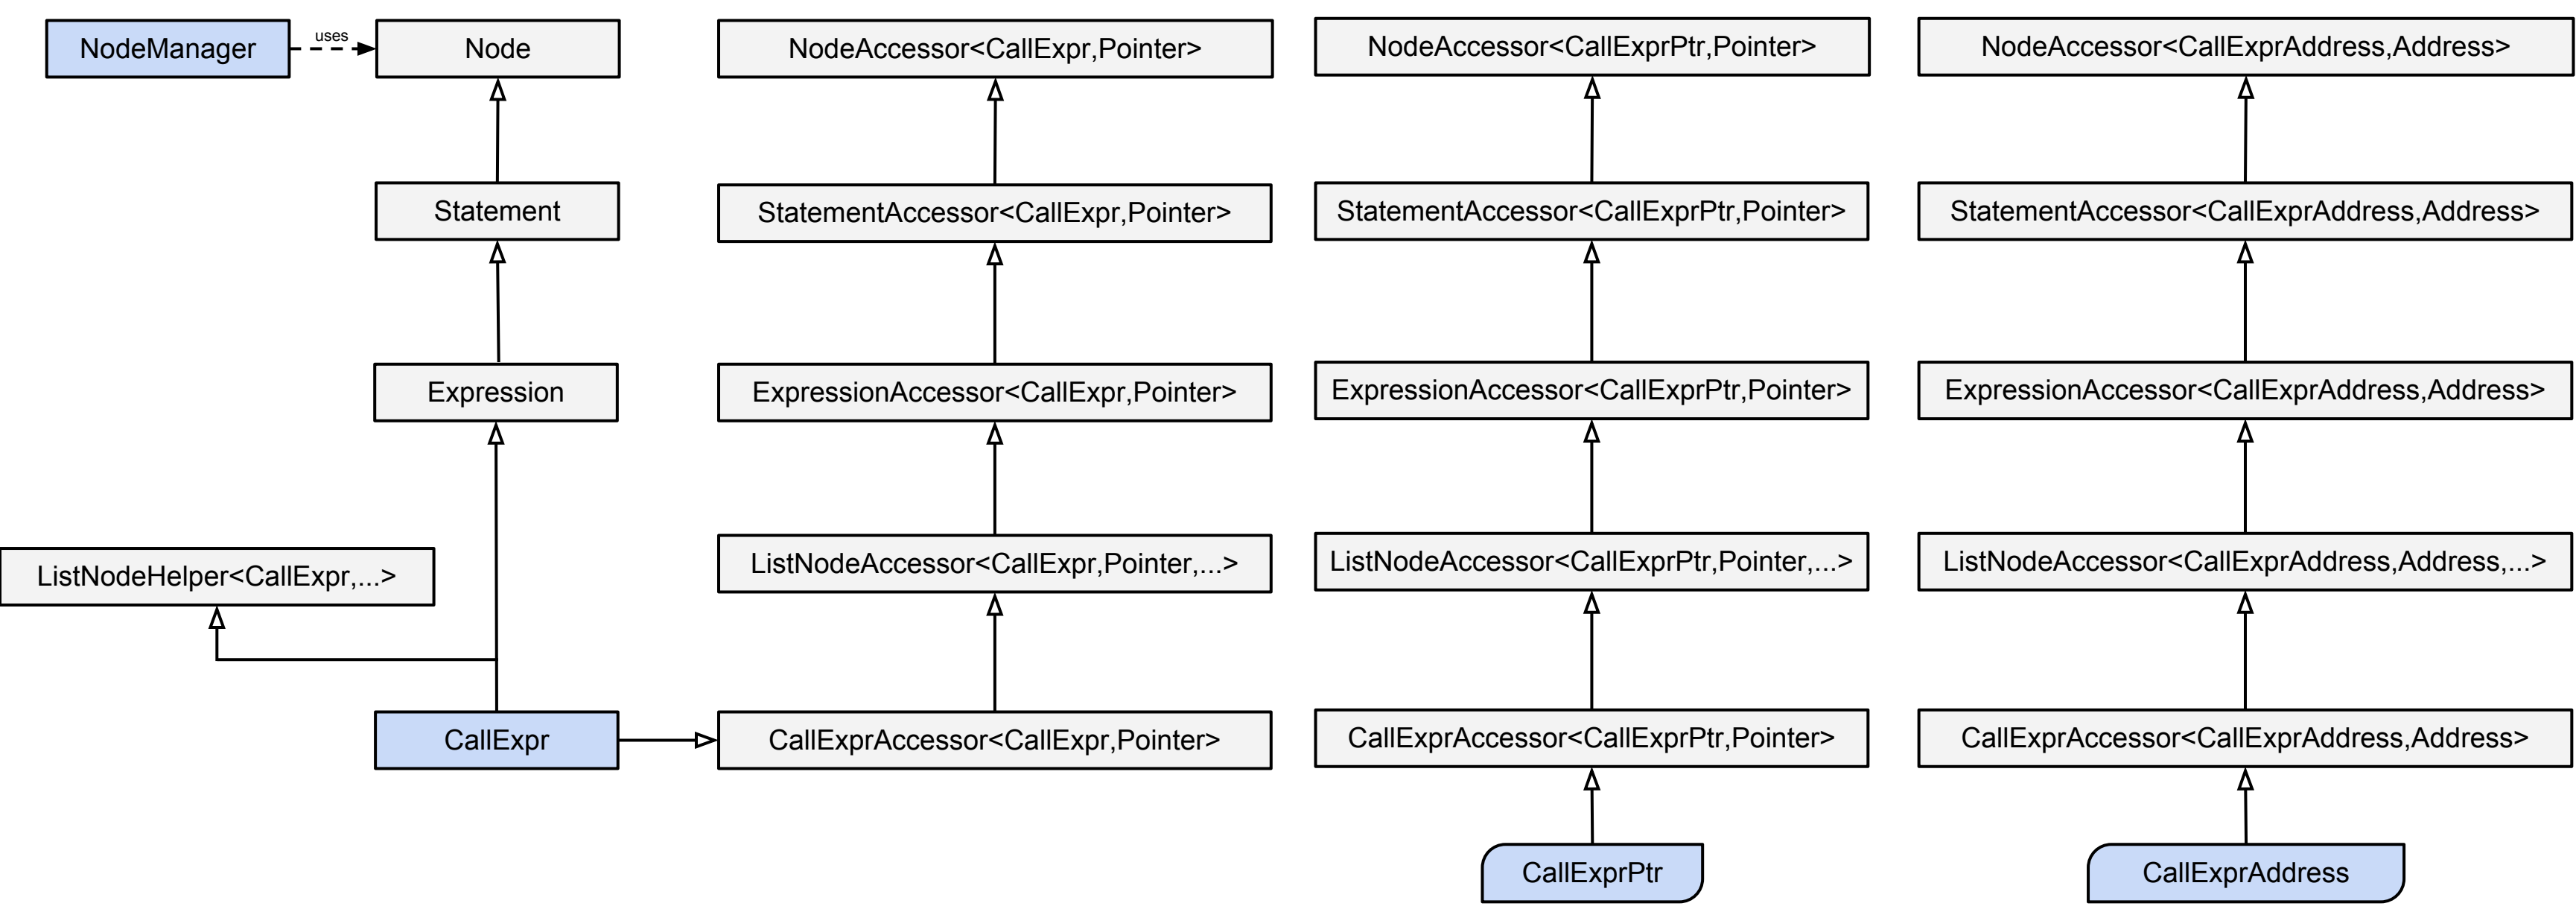 NodeManager
uses
Node
NodeAccessor<CallExpr,Pointer>
NodeAccessor<CallExprPtr,Pointer>
NodeAccessor<CallExprAddress,Address>
Statement
StatementAccessor<CallExpr,Pointer>
StatementAccessor<CallExprPtr,Pointer>
StatementAccessor<CallExprAddress,Address>
Expression
ExpressionAccessor<CallExpr,Pointer>
ExpressionAccessor<CallExprPtr,Pointer>
ExpressionAccessor<CallExprAddress,Address>
ListNodeHelper<CallExpr,...>
ListNodeAccessor<CallExpr,Pointer,...>
ListNodeAccessor<CallExprPtr,Pointer,...>
ListNodeAccessor<CallExprAddress,Address,...>
CallExpr
CallExprAccessor<CallExpr,Pointer>
CallExprAccessor<CallExprPtr,Pointer>
CallExprAccessor<CallExprAddress,Address>
CallExprPtr
CallExprAddress